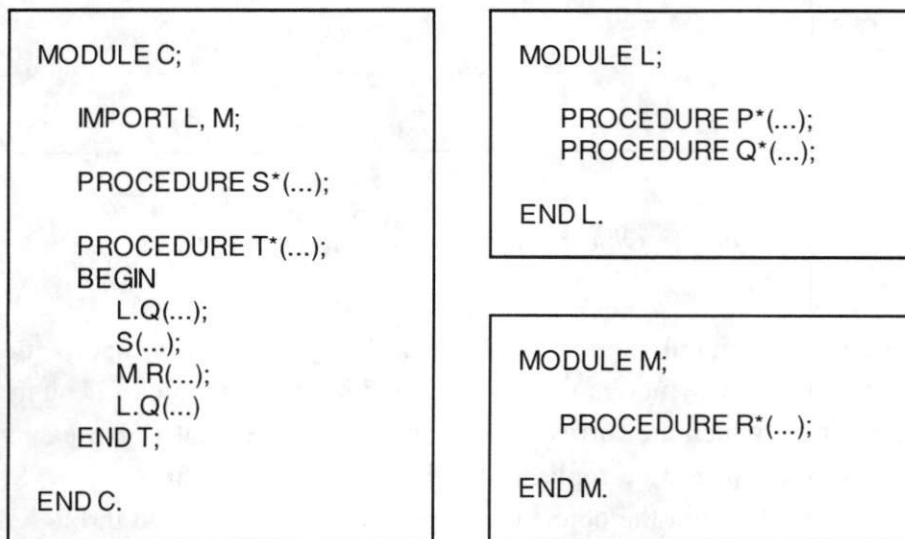 MODULE C;
IMPORT L, M;
PROCEDURE S*(...);
PROCEDURE T*(...);
BEGIN
L.Q(...);
S(...);
M.R(...);
L.Q(...)
END T;
END C.
MODULE L;
PROCEDURE P*(...);
PROCEDURE Q*(...);
END L.
MODULE M;
PROCEDURE R*(...);
END M.